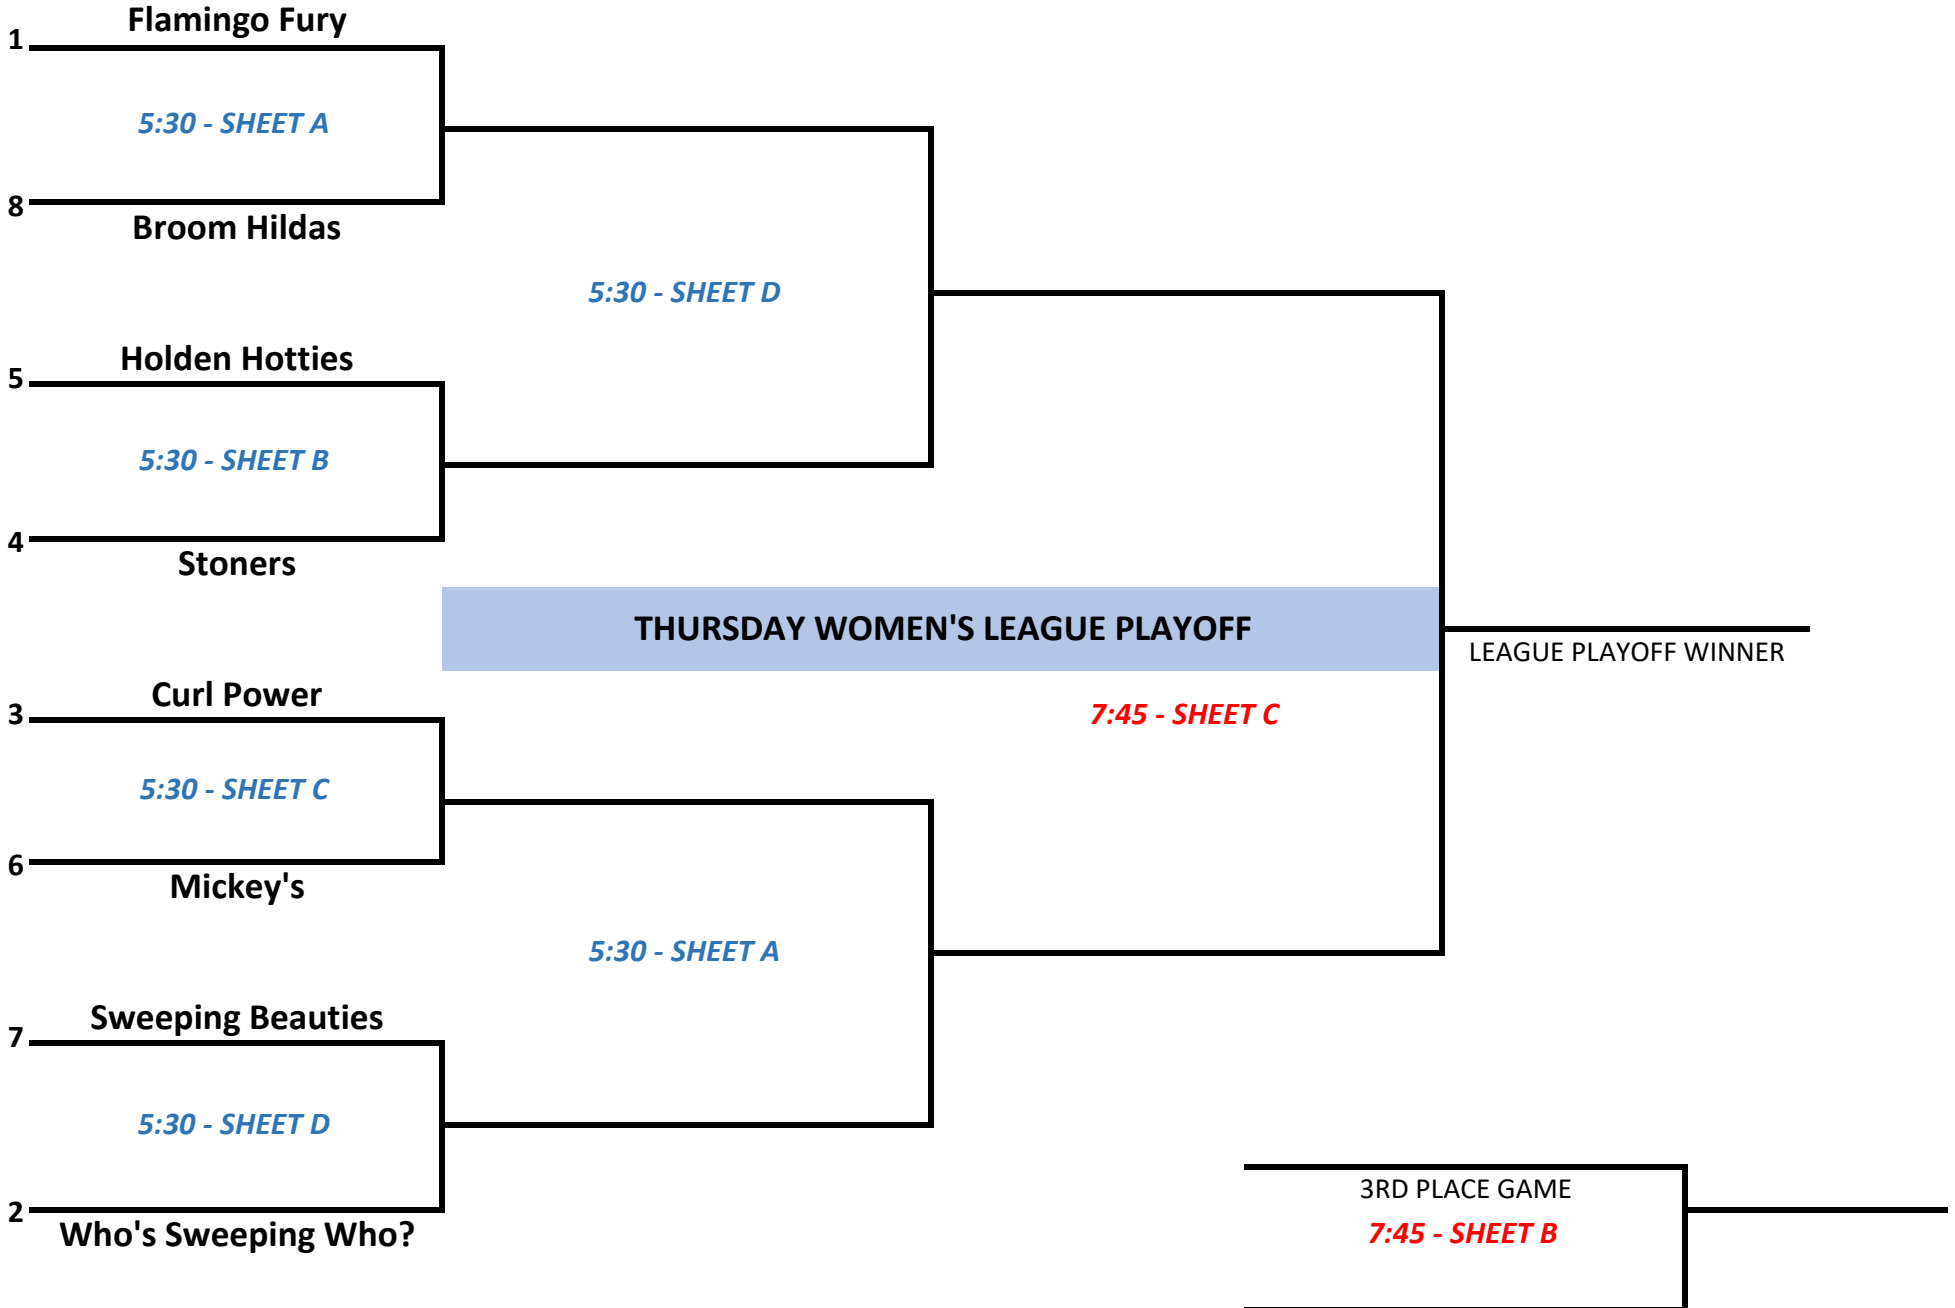 Flamingo Fury
1
5:30 - SHEET A
8
Broom Hildas
5:30 - SHEET D
Holden Hotties
5
5:30 - SHEET B
4
Stoners
THURSDAY WOMEN'S LEAGUE PLAYOFF
LEAGUE PLAYOFF WINNER
Curl Power
3
7:45 - SHEET C
5:30 - SHEET C
6
Mickey's
5:30 - SHEET A
Sweeping Beauties
7
5:30 - SHEET D
3RD PLACE GAME
2
Who's Sweeping Who?
7:45 - SHEET B